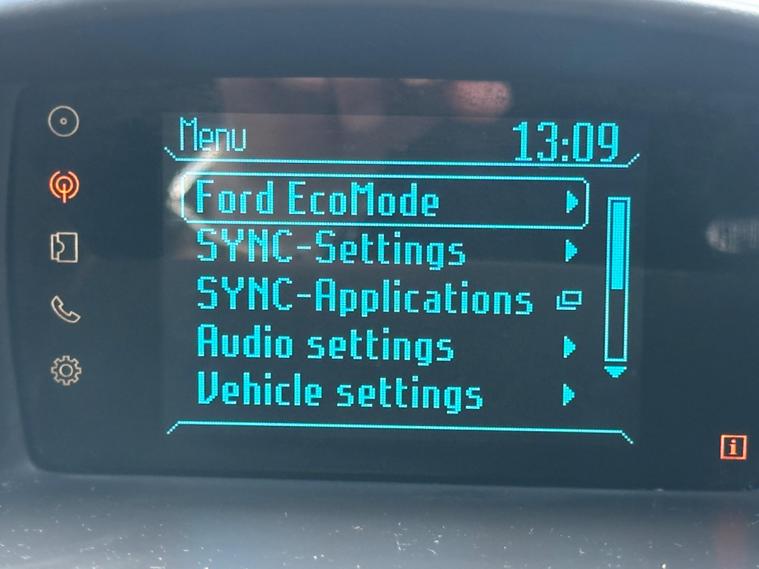 Menu 13:09
Ford EcoMode
SYNC-Settings
SYNC-Applications
Audio settings
Vehicle settings
i